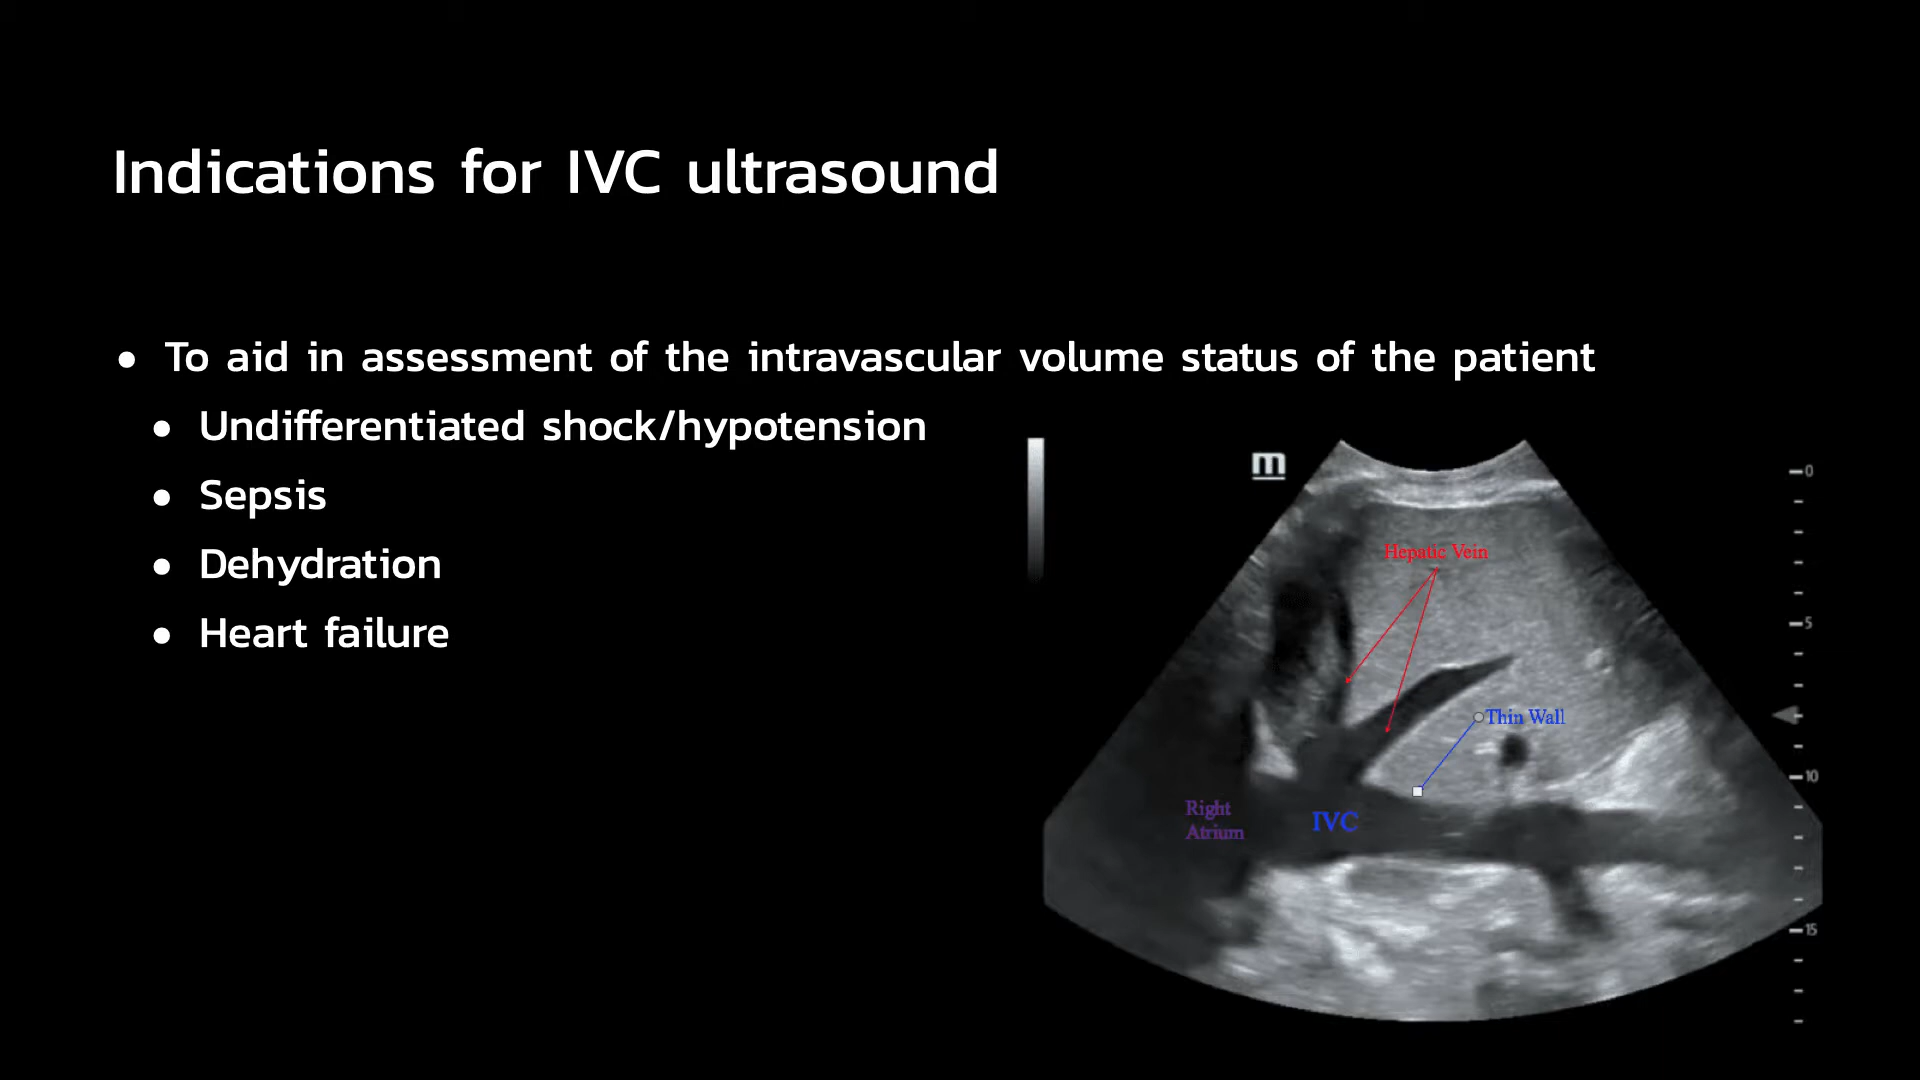 Indications for IVC ultrasound
● To aid in assessment of the intravascular volume status of the patient
● Undifferentiated shock/hypotension
● Sepsis
● Dehydration
● Heart failure
m
0
Hepatic Vein
5
Thin Wall
10
Right
Atrium
IVC
15